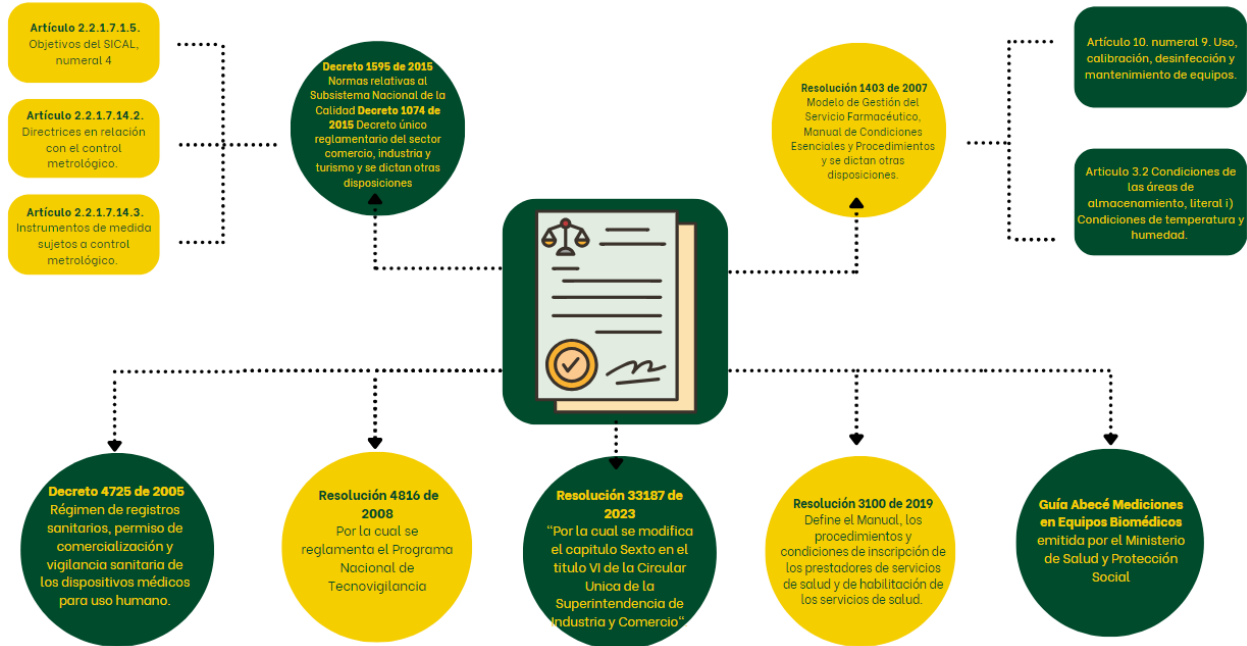 Artículo 2.2.1.7.1.5.
Objetivos del SICAL,
numeral 4
Artículo 2.2.1.7.14.2.
Directrices en relación
con el control
metrológico.
Artículo 2.2.1.7.14.3.
Instrumentos de medida
sujetos a control
metrológico.
Decreto 1595 de 2015
Normas relativas al
Subsistema Nacional de la
Calidad Decreto 1074 de
2015 Decreto único
reglamentario del sector
comercio, industria y
turismo y se dictan otras
disposiciones
Resolución 1403 de 2007
Modelo de Gestión del
Servicio Farmacéutico,
Manual de Condiciones
Esenciales y Procedimientos
y se dictan otras
disposiciones.
Artículo 10. numeral 9. Uso,
calibración, desinfección y
mantenimiento de equipos.
Articulo 3.2 Condiciones de
las áreas de
almacenamiento, literal i)
Condiciones de temperatura y
humedad.
Decreto 4725 de 2005
Régimen de registros
sanitarios, permiso de
comercialización y
vigilancia sanitaria de
los dispositivos médicos
para uso humano.
Resolución 4816 de
2008
Por la cual se
reglamenta el Programa
Nacional de
Tecnovigilancia
Resolución 33187 de
2023
"Por la cual se modifica
el capitulo Sexto en el
titulo VI de la Circular
Unica de la
Superintendencia de
Industria y Comercio"
Resolución 3100 de 2019
Define el Manual, los
procedimientos y
condiciones de inscripción de
los prestadores de servicios
de salud y de habilitación de
los servicios de salud.
Guía Abecé Mediciones
en Equipos Biomédicos
emitida por el Ministerio
de Salud y Protección
Social